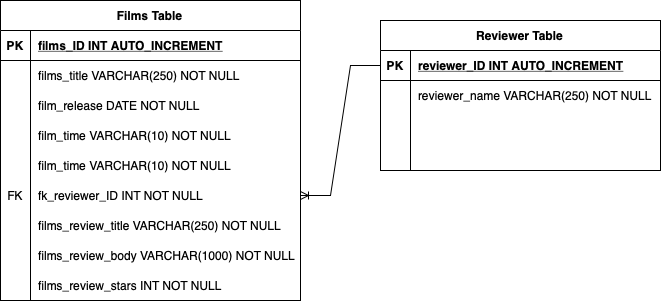 Films Table
PK films_ID INT AUTO_INCREMENT
films_title VARCHAR(250) NOT NULL
film_release DATE NOT NULL
film_time VARCHAR(10) NOT NULL
film_time VARCHAR(10) NOT NULL
FK fk_reviewer_ID INT NOT NULL
films_review_title VARCHAR(250) NOT NULL
films_review_body VARCHAR(1000) NOT NULL
films_review_stars INT NOT NULL
Reviewer Table
PK reviewer_ID INT AUTO_INCREMENT
reviewer_name VARCHAR(250) NOT NULL